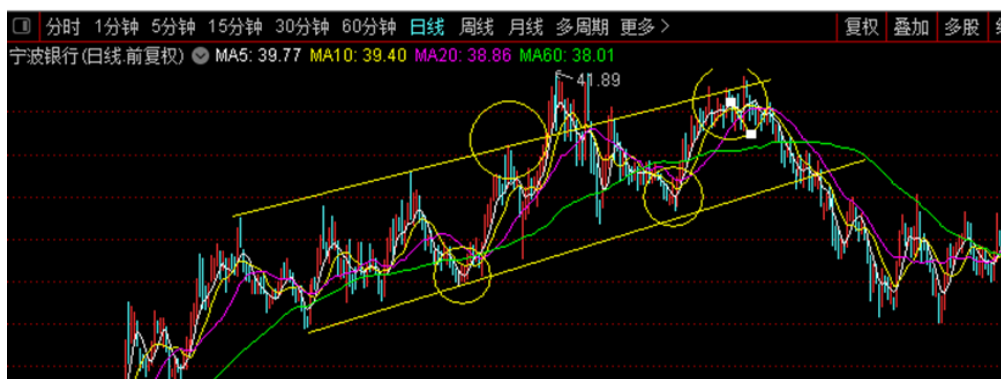 分时 1分钟 5分钟 15分钟 30分钟 60分钟 日线 周线 月线 多周期 更多> 复权 叠加 多股
宁波银行(日线.前复权) MA5: 39.77 MA10: 39.40 MA20: 38.86 MA60: 38.01
41.89